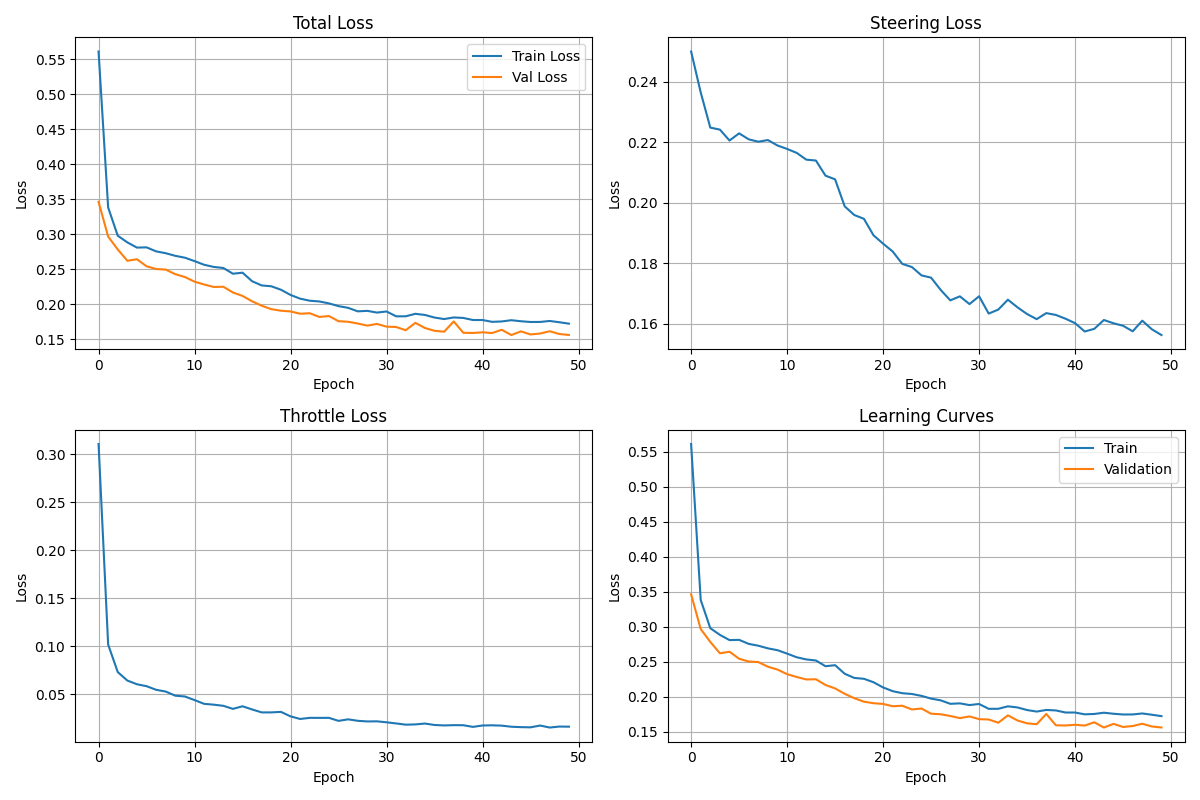 Total Loss
Loss
0.55
0.50
0.45
0.40
0.35
0.30
0.25
0.20
0.15
Train Loss
Val Loss
0 10 20 30 40 50
Epoch
Steering Loss
Loss
0.24
0.22
0.20
0.18
0.16
0 10 20 30 40 50
Epoch
Throttle Loss
Loss
0.30
0.25
0.20
0.15
0.10
0.05
0 10 20 30 40 50
Epoch
Learning Curves
Loss
0.55
0.50
0.45
0.40
0.35
0.30
0.25
0.20
0.15
Train
Validation
0 10 20 30 40 50
Epoch